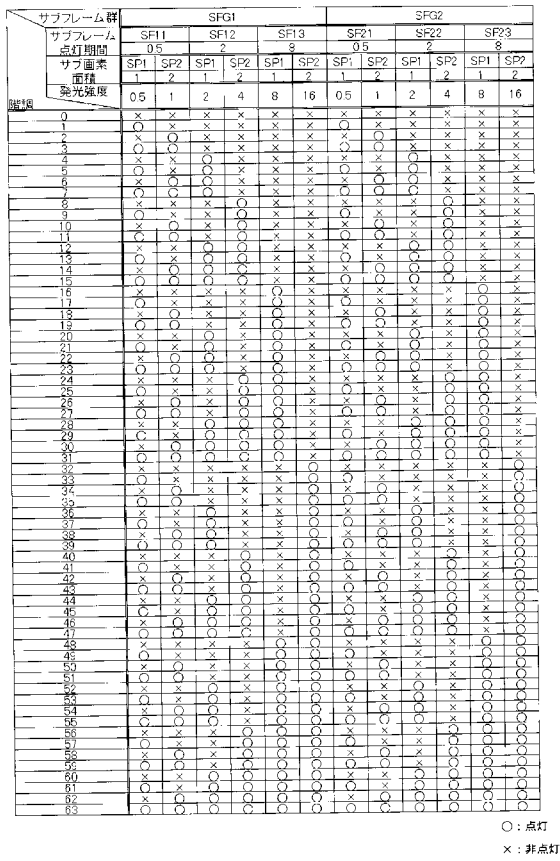 サブフレーム群 SFG1 SFG2
サブフレーム SF11 SF12 SF13 SF21 SF22 SF23
点灯期間 0.5 2 8 0.5 2 8
サブ画素 SP1 SP2 SP1 SP2 SP1 SP2 SP1 SP2 SP1 SP2 SP1 SP2
面積 1 2 1 2 1 2 1 2 1 2 1 2
発光強度 0.5 1 2 4 8 16 0.5 1 2 4 8 16
階調
0 × × × × × × × × × × × ×
1 ○ × × × × × ○ × × × × ×
2 × ○ × × × × × ○ × × × ×
3 ○ ○ × × × × ○ ○ × × × ×
4 × × ○ × × × × × ○ × × ×
5 ○ × ○ × × × ○ × ○ × × ×
6 × ○ ○ × × × × ○ ○ × × ×
7 ○ ○ ○ × × × ○ ○ ○ × × ×
8 × × × ○ × × × × × ○ × ×
9 ○ × × ○ × × ○ × × ○ × ×
10 × ○ × ○ × × × ○ × ○ × ×
11 ○ ○ × ○ × × ○ ○ × ○ × ×
12 × × ○ ○ × × × × ○ ○ × ×
13 ○ × ○ ○ × × ○ × ○ ○ × ×
14 × ○ ○ ○ × × × ○ ○ ○ × ×
15 ○ ○ ○ ○ × × ○ ○ ○ ○ × ×
16 × × × × ○ × × × × × ○ ×
17 ○ × × × ○ × ○ × × × ○ ×
18 × ○ × × ○ × × ○ × × ○ ×
19 ○ ○ × × ○ × ○ ○ × × ○ ×
20 × × ○ × ○ × × × ○ × ○ ×
21 ○ × ○ × ○ × ○ × ○ × ○ ×
22 × ○ ○ × ○ × × ○ ○ × ○ ×
23 ○ ○ ○ × ○ × ○ ○ ○ × ○ ×
24 × × × ○ ○ × × × × ○ ○ ×
25 ○ × × ○ ○ × ○ × × ○ ○ ×
26 × ○ × ○ ○ × × ○ × ○ ○ ×
27 ○ ○ × ○ ○ × ○ ○ × ○ ○ ×
28 × × ○ ○ ○ × × × ○ ○ ○ ×
29 ○ × ○ ○ ○ × ○ × ○ ○ ○ ×
30 × ○ ○ ○ ○ × × ○ ○ ○ ○ ×
31 ○ ○ ○ ○ ○ × ○ ○ ○ ○ ○ ×
32 × × × × × ○ × × × × × ○
33 ○ × × × × ○ ○ × × × × ○
34 × ○ × × × ○ × ○ × × × ○
35 ○ ○ × × × ○ ○ ○ × × × ○
36 × × ○ × × ○ × × ○ × × ○
37 ○ × ○ × × ○ ○ × ○ × × ○
38 × ○ ○ × × ○ × ○ ○ × × ○
39 ○ ○ ○ × × ○ ○ ○ ○ × × ○
40 × × × ○ × ○ × × × ○ × ○
41 ○ × × ○ × ○ ○ × × ○ × ○
42 × ○ × ○ × ○ × ○ × ○ × ○
43 ○ ○ × ○ × ○ ○ ○ × ○ × ○
44 × × ○ ○ × ○ × × ○ ○ × ○
45 ○ × ○ ○ × ○ ○ × ○ ○ × ○
46 × ○ ○ ○ × ○ × ○ ○ ○ × ○
47 ○ ○ ○ ○ × ○ ○ ○ ○ ○ × ○
48 × × × × ○ ○ × × × × ○ ○
49 ○ × × × ○ ○ ○ × × × ○ ○
50 × ○ × × ○ ○ × ○ × × ○ ○
51 ○ ○ × × ○ ○ ○ ○ × × ○ ○
52 × × ○ × ○ ○ × × ○ × ○ ○
53 ○ × ○ × ○ ○ ○ × ○ × ○ ○
54 × ○ ○ × ○ ○ × ○ ○ × ○ ○
55 ○ ○ ○ × ○ ○ ○ ○ ○ × ○ ○
56 × × × ○ ○ ○ × × × ○ ○ ○
57 ○ × × ○ ○ ○ ○ × × ○ ○ ○
58 × ○ × ○ ○ ○ × ○ × ○ ○ ○
59 ○ ○ × ○ ○ ○ ○ ○ × ○ ○ ○
60 × × ○ ○ ○ ○ × × ○ ○ ○ ○
61 ○ × ○ ○ ○ ○ ○ × ○ ○ ○ ○
62 × ○ ○ ○ ○ ○ × ○ ○ ○ ○ ○
63 ○ ○ ○ ○ ○ ○ ○ ○ ○ ○ ○ ○
○：点灯
×：非点灯